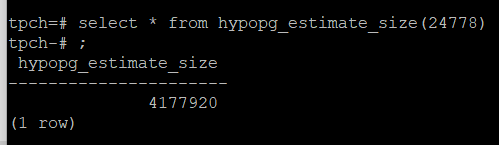 tpch=# select * from hypopg_estimate_size(24778)
tpch-# ;
 hypopg_estimate_size
----------------------
              4177920
(1 row)